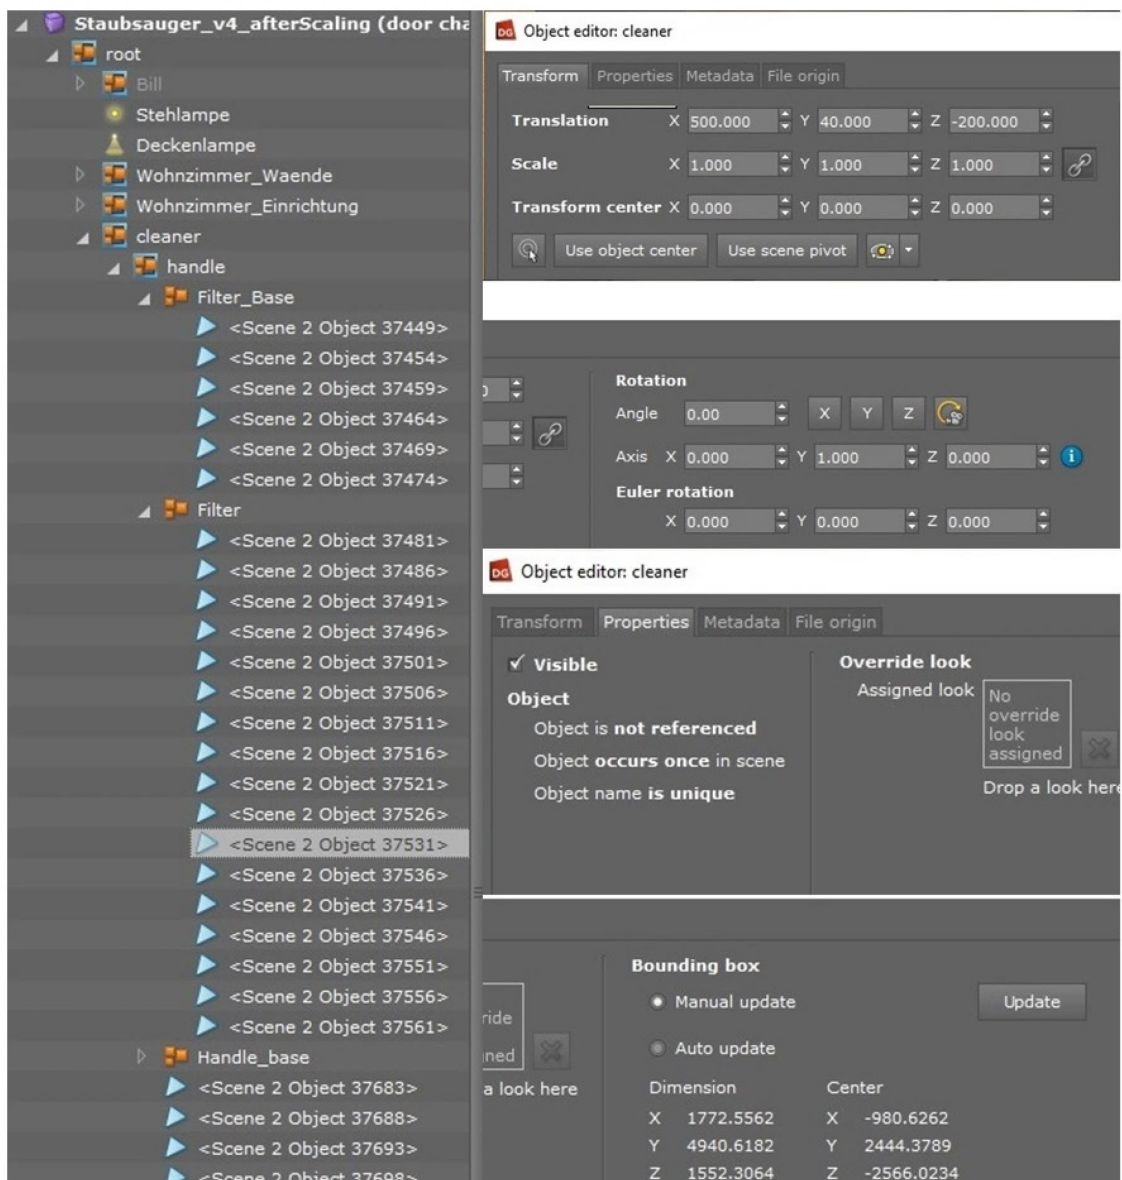 Staubsauger_v4_afterScaling (door cha
root
Bill
Stehlampe
Deckenlampe
Wohnzimmer_Waende
Wohnzimmer_Einrichtung
cleaner
handle
Filter_Base
<Scene 2 Object 37449>
<Scene 2 Object 37454>
<Scene 2 Object 37459>
<Scene 2 Object 37464>
<Scene 2 Object 37469>
<Scene 2 Object 37474>
Filter
<Scene 2 Object 37481>
<Scene 2 Object 37486>
<Scene 2 Object 37491>
<Scene 2 Object 37496>
<Scene 2 Object 37501>
<Scene 2 Object 37506>
<Scene 2 Object 37511>
<Scene 2 Object 37516>
<Scene 2 Object 37521>
<Scene 2 Object 37526>
<Scene 2 Object 37531>
<Scene 2 Object 37536>
<Scene 2 Object 37541>
<Scene 2 Object 37546>
<Scene 2 Object 37551>
<Scene 2 Object 37556>
<Scene 2 Object 37561>
Handle_base
<Scene 2 Object 37683>
<Scene 2 Object 37688>
<Scene 2 Object 37693>
<Scene 2 Object 37698>
DG Object editor: cleaner
Transform Properties Metadata File origin
Translation X 500.000 Y 40.000 Z -200.000
Scale X 1.000 Y 1.000 Z 1.000
Transform center X 0.000 Y 0.000 Z 0.000
Use object center Use scene pivot
Rotation
Angle 0.00 X Y Z
Axis X 0.000 Y 1.000 Z 0.000
Euler rotation
X 0.000 Y 0.000 Z 0.000
DG Object editor: cleaner
Transform Properties Metadata File origin
Visible
Object
Object is not referenced
Object occurs once in scene
Object name is unique
Override look
Assigned look
No
override
look
assigned
Drop a look here
ride
ned
a look here
Bounding box
Manual update Update
Auto update
Dimension Center
X 1772.5562 X -980.6262
Y 4940.6182 Y 2444.3789
Z 1552.3064 Z -2566.0234